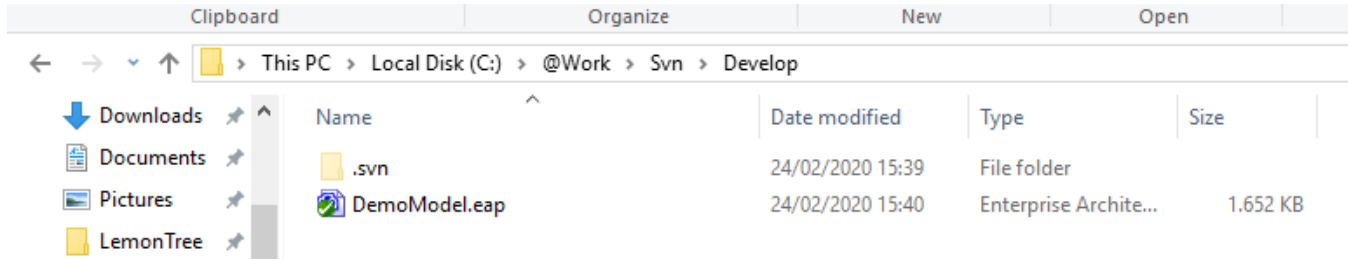 Clipboard Organize New Open
This PC > Local Disk (C:) > @Work > Svn > Develop
Downloads Name Date modified Type Size
Documents .svn 24/02/2020 15:39 File folder
Pictures DemoModel.eap 24/02/2020 15:40 Enterprise Archite... 1.652 KB
LemonTree